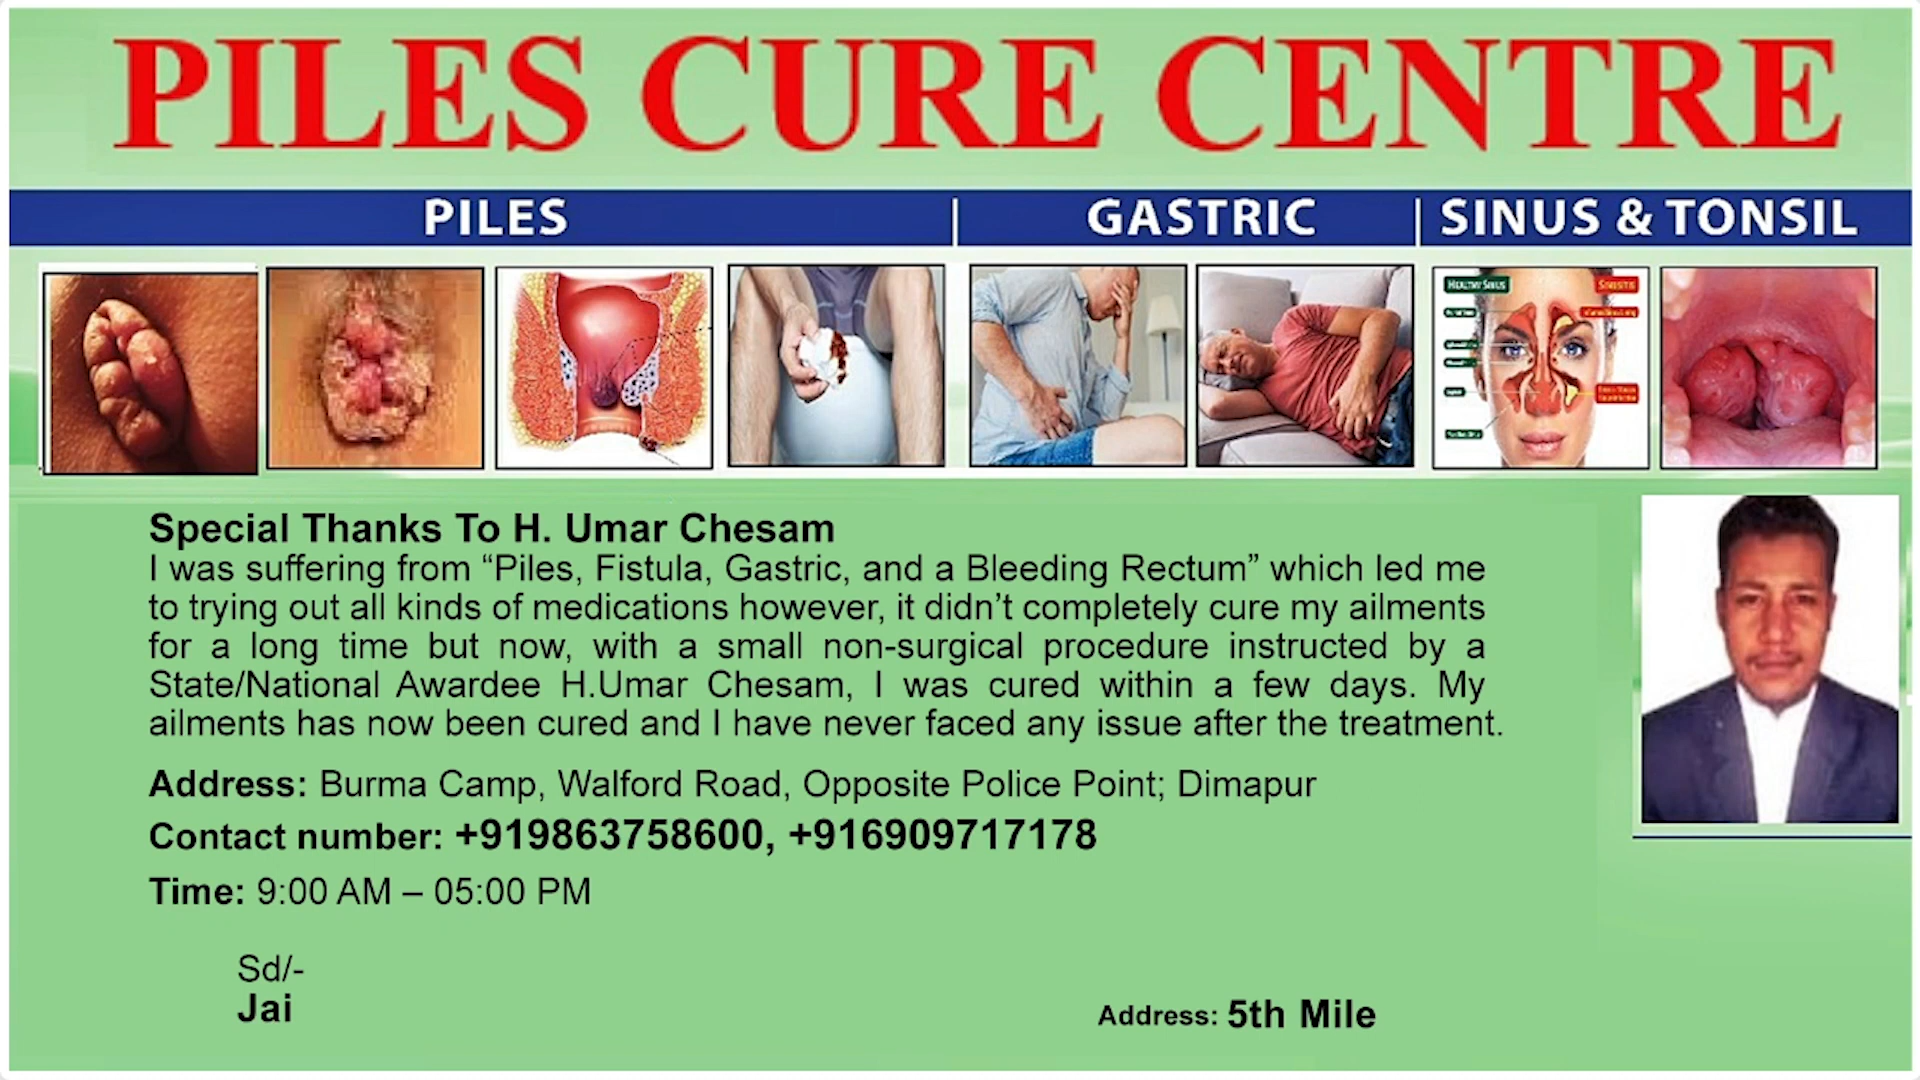 PILES CURE CENTRE
PILES | GASTRIC | SINUS & TONSIL
HEALTHY SINUS
SINUSITIS
Special Thanks To H. Umar Chesam
I was suffering from “Piles, Fistula, Gastric, and a Bleeding Rectum” which led me
to trying out all kinds of medications however, it didn’t completely cure my ailments
for a long time but now, with a small non-surgical procedure instructed by a
State/National Awardee H.Umar Chesam, I was cured within a few days. My
ailments has now been cured and I have never faced any issue after the treatment.
Address: Burma Camp, Walford Road, Opposite Police Point; Dimapur
Contact number: +919863758600, +916909717178
Time: 9:00 AM – 05:00 PM
Sd/-
Jai
Address: 5th Mile